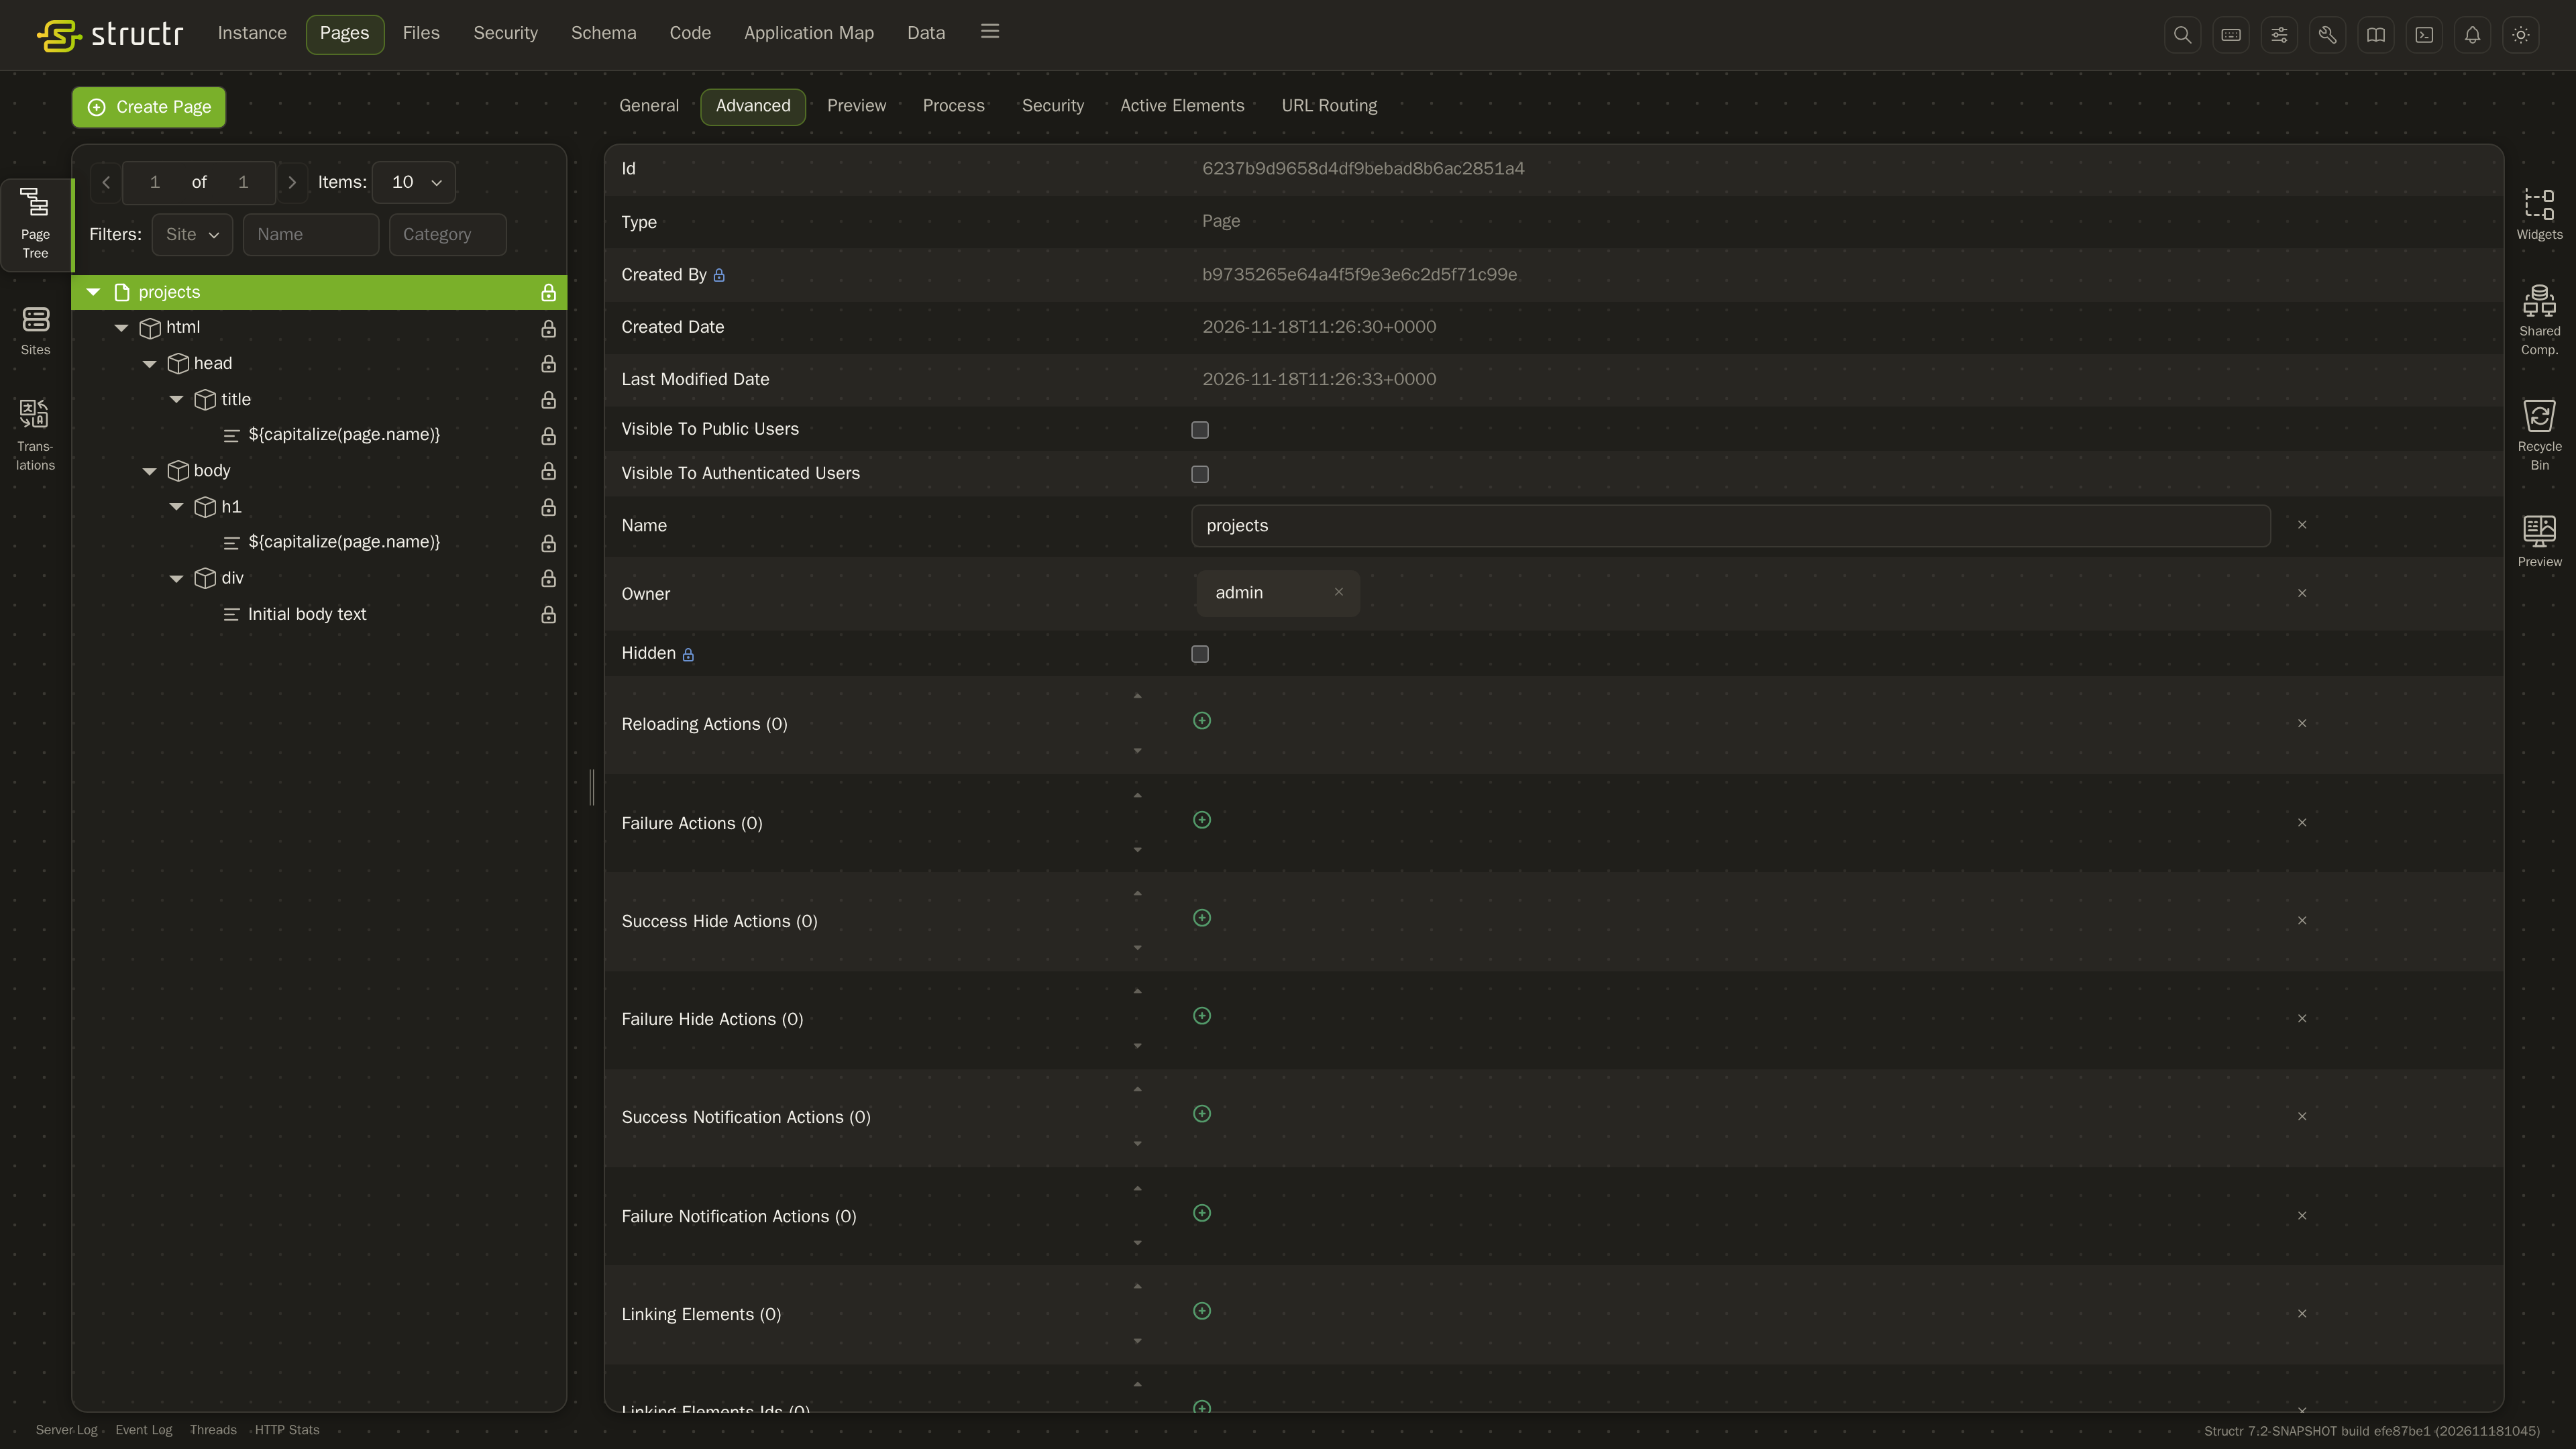 structr Instance Pages Files Security Schema Code Application Map Data
Create Page
General Advanced Preview Process Security Active Elements URL Routing
1 of 1 Items: 10
Filters: Site Name Category
Page
Tree
Sites
Trans-
lations
projects
html
head
title
${capitalize(page.name)}
body
h1
${capitalize(page.name)}
div
Initial body text
Id 6237b9d9658d4df9bebad8b6ac2851a4
Type Page
Created By b9735265e64a4f5f9e3e6c2d5f71c99e
Created Date 2026-11-18T11:26:30+0000
Last Modified Date 2026-11-18T11:26:33+0000
Visible To Public Users
Visible To Authenticated Users
Name projects
Owner admin
Hidden
Reloading Actions (0)
Failure Actions (0)
Success Hide Actions (0)
Failure Hide Actions (0)
Success Notification Actions (0)
Failure Notification Actions (0)
Linking Elements (0)
Linking Elements Ids (0)
Widgets
Shared
Comp.
Recycle
Bin
Preview
Server Log Event Log Threads HTTP Stats
Structr 7.2-SNAPSHOT build efe87be1 (202611181045)